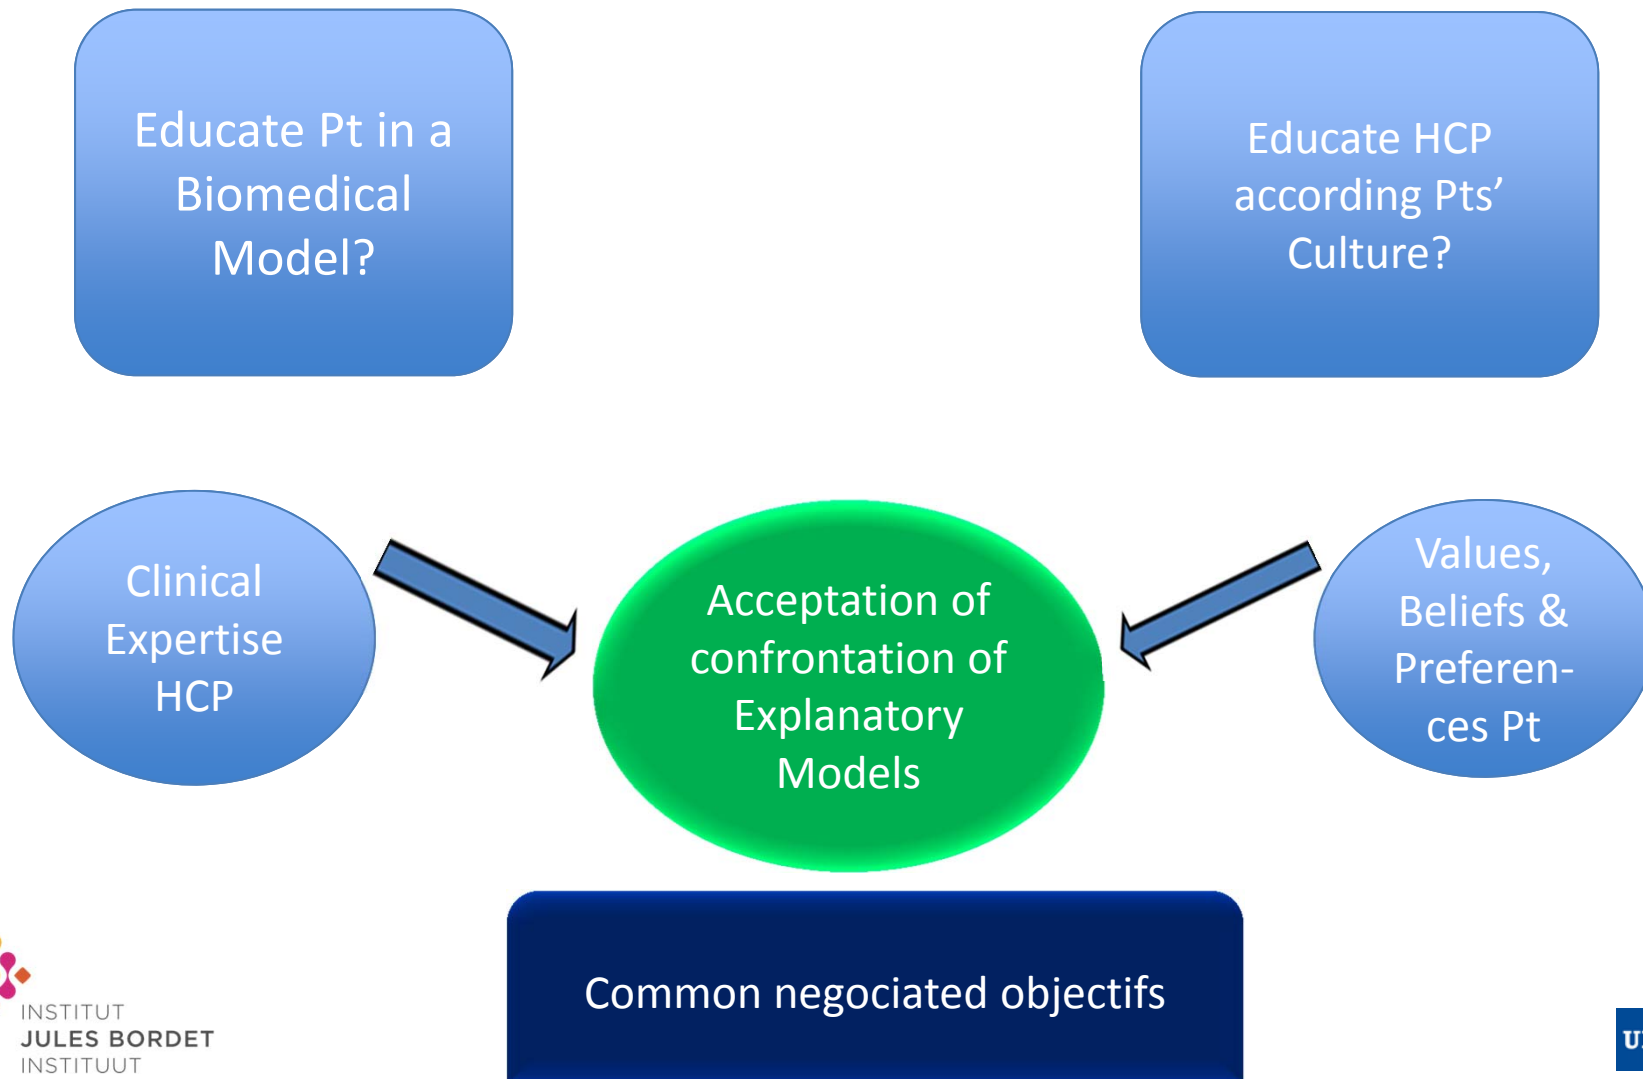 Educate Pt in a
Biomedical
Model?
Educate HCP
according Pts’
Culture?
Clinical
Expertise
HCP
Acceptation of
confrontation of
Explanatory
Models
Values,
Beliefs &
Preferen-
ces Pt
Common negociated objectifs
INSTITUT
JULES BORDET
INSTITUUT